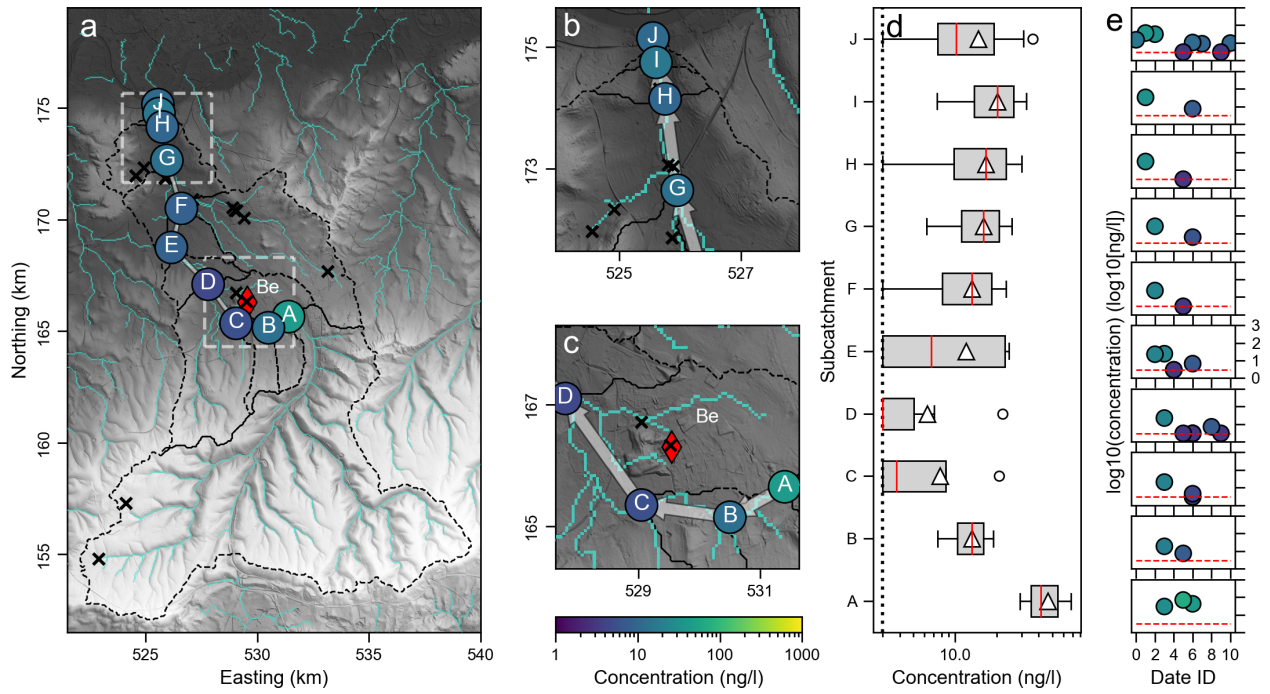 a
175
170
165
160
155
Northing (km)
525
530
535
540
Easting (km)
J
H
G
F
E
D
C
B
A
Be
b
175
173
525
527
J
I
H
G
c
167
165
529
531
D
C
B
A
Be
1
10
100
1000
Concentration (ng/l)
d
Subcatchment
J
I
H
G
F
E
D
C
B
A
10.0
Concentration (ng/l)
e
log10(concentration) (log10[ng/l])
3
2
1
0
0 2 4 6 8 10
Date ID